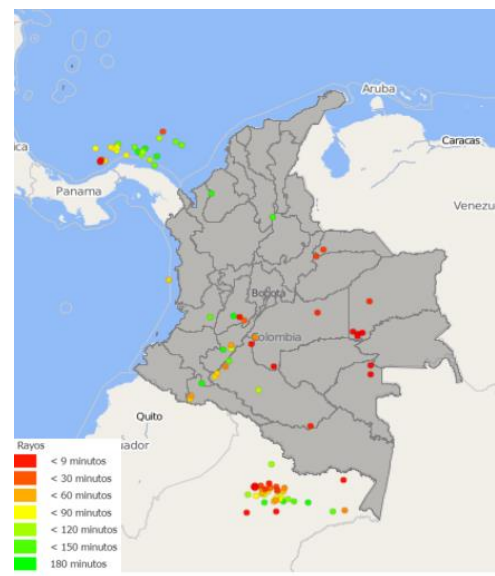 Aruba
Caracas
ica
Panama
Venezu
Bogota
Colombia
Quito
uador
Rayos
< 9 minutos
< 30 minutos
< 60 minutos
< 90 minutos
< 120 minutos
< 150 minutos
180 minutos